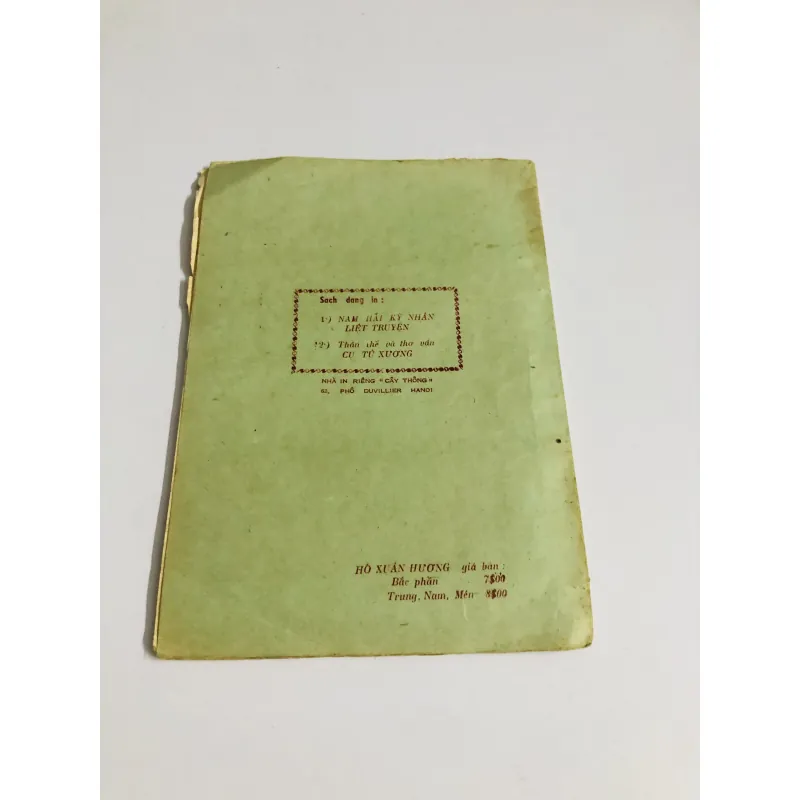 Sach đang in :
1·) NAM HẢI KỲ NHÂN
LIỆT TRUYỆN
2·) Thân thế và thơ văn
CỤ TÚ XƯƠNG
NHÀ IN RIÊNG "CÂY THÔNG"
62, PHỐ DUVILLIER HANOI
HỒ XUÂN HƯƠNG giá bán :
Bắc phần 7$00
Trung, Nam, Mên 8$00